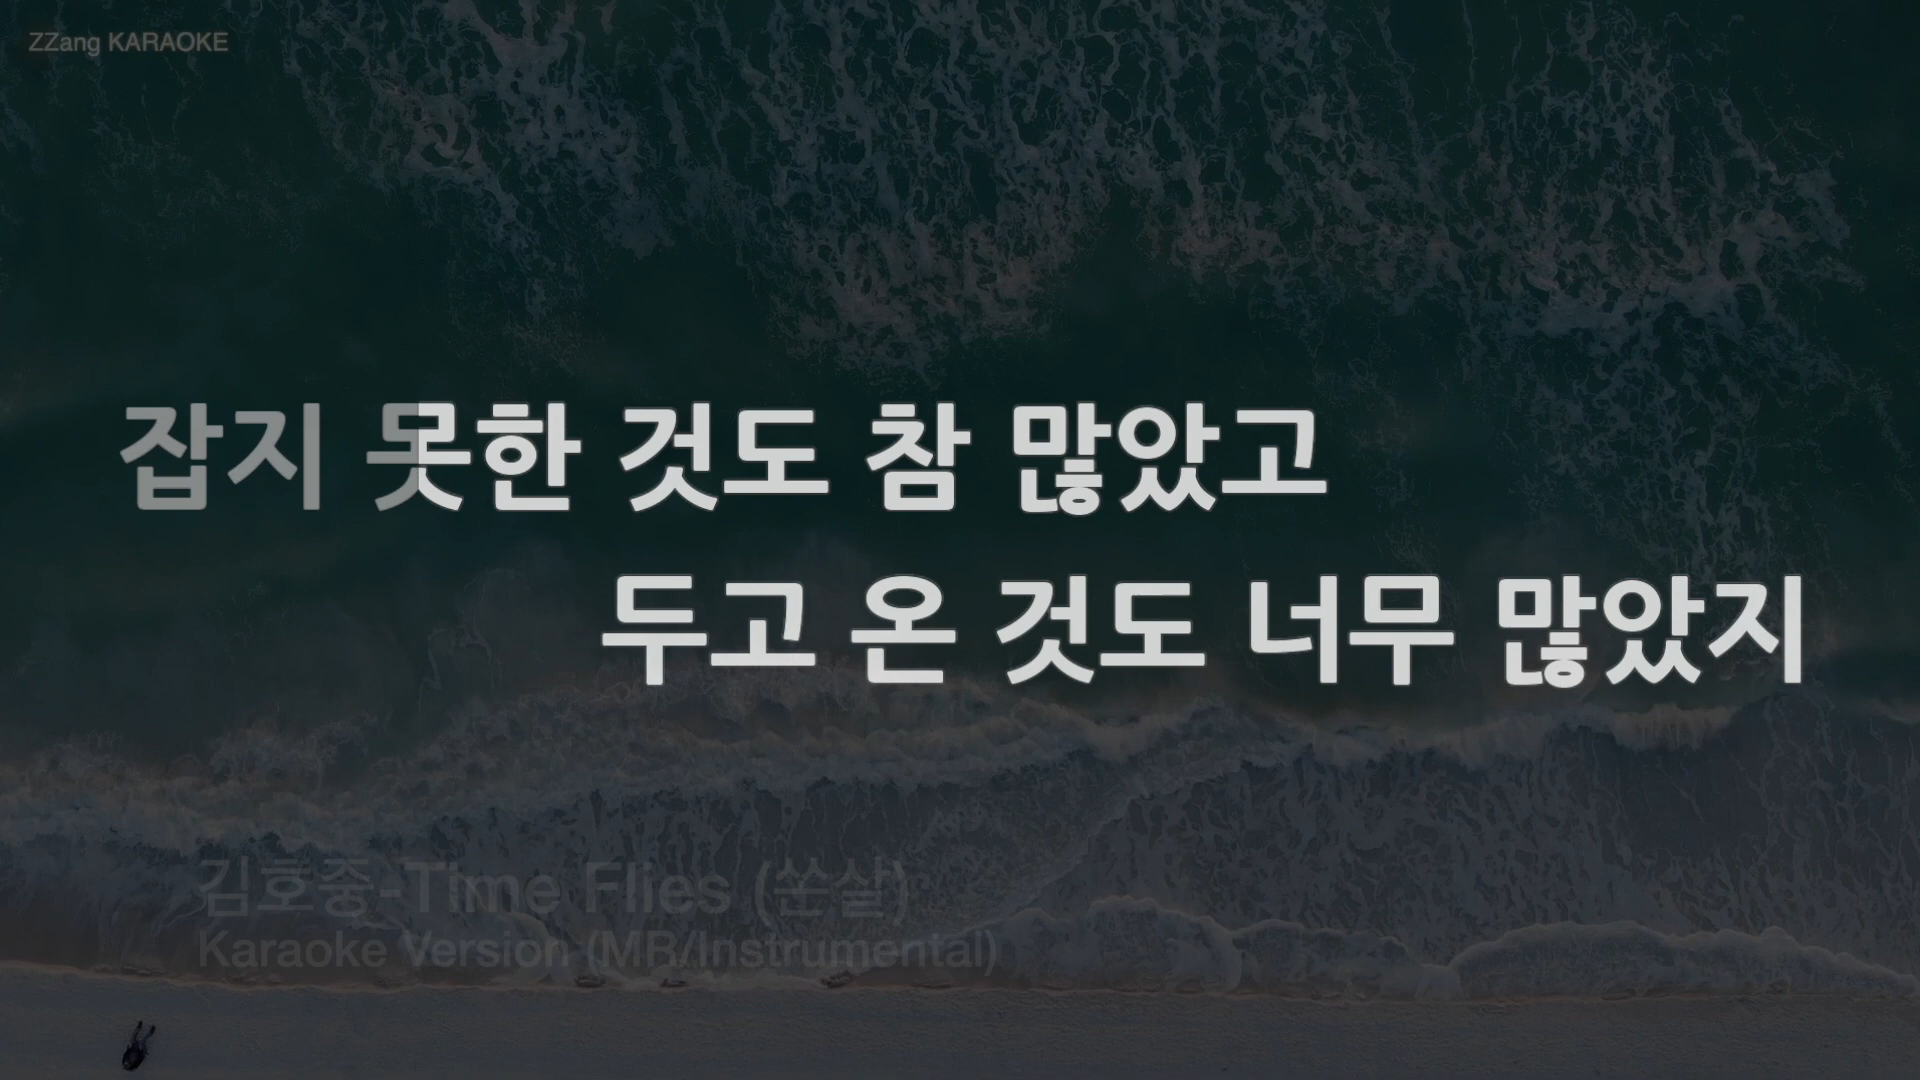 ZZang KARAOKE
잡지 못한 것도 참 많았고
두고 온 것도 너무 많았지
김호중-Time Flies (쏜살)
Karaoke Version (MR/Instrumental)